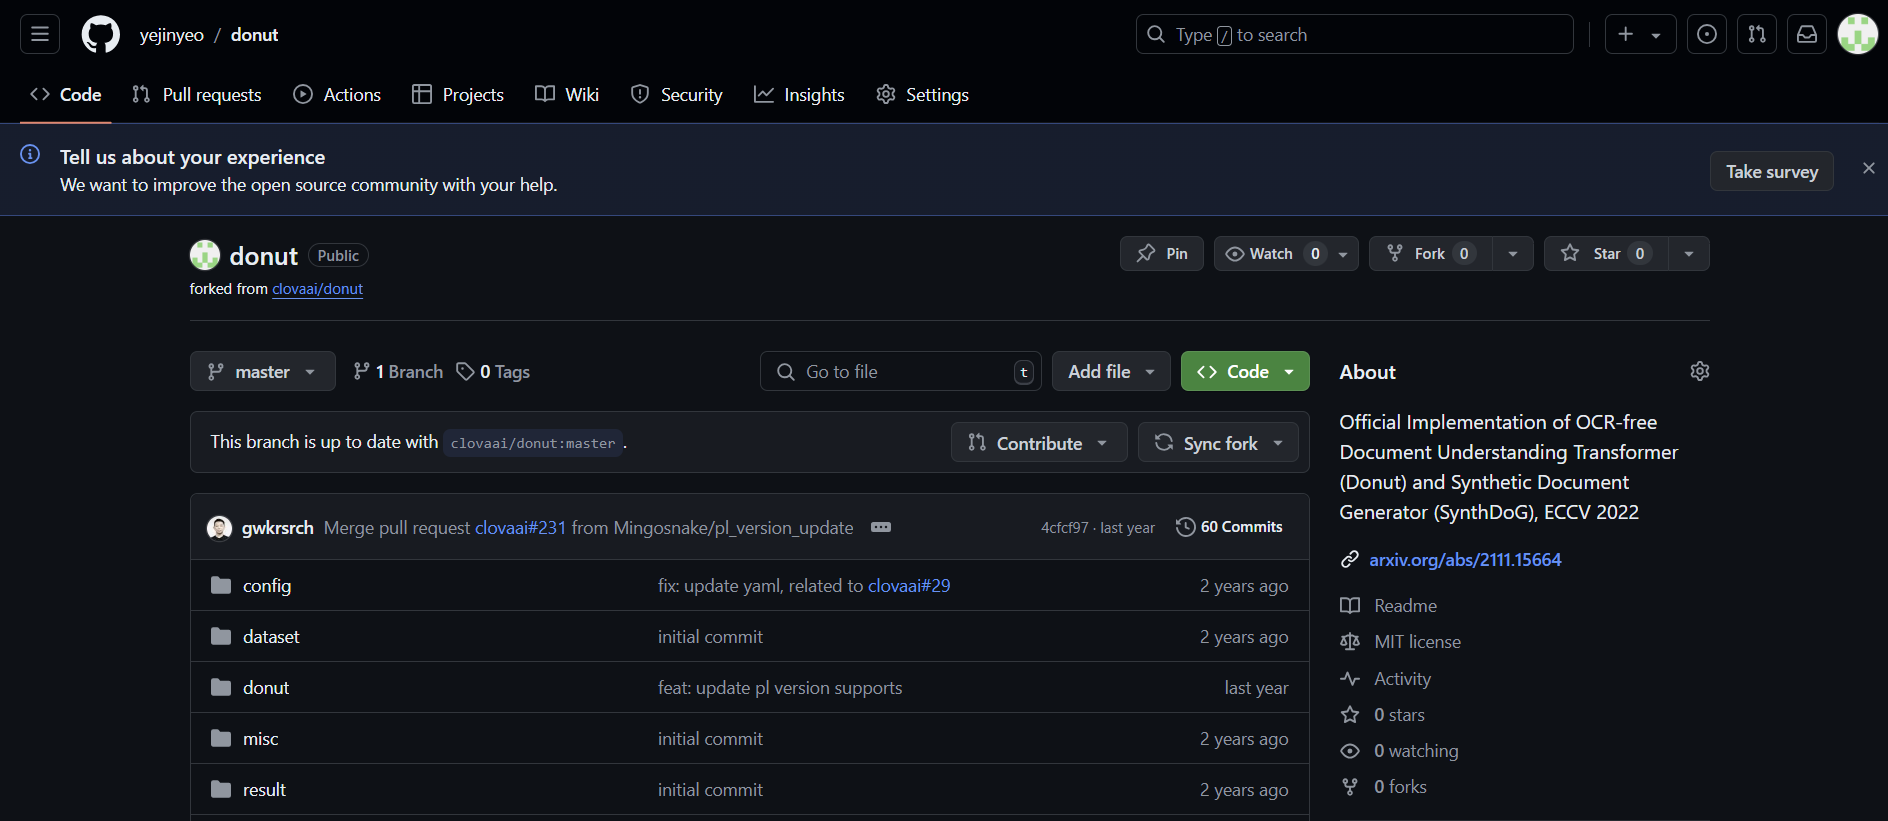 yejinyeo / donut
Type / to search
Code Pull requests Actions Projects Wiki Security Insights Settings
Tell us about your experience
We want to improve the open source community with your help.
Take survey
donut Public
forked from clovaai/donut
Pin Watch 0 Fork 0 Star 0
master 1 Branch 0 Tags Go to file t Add file Code
This branch is up to date with clovaai/donut:master .
Contribute Sync fork
gwkrsrch Merge pull request clovaai#231 from Mingosnake/pl_version_update 4cfcf97 · last year 60 Commits
config fix: update yaml, related to clovaai#29 2 years ago
dataset initial commit 2 years ago
donut feat: update pl version supports last year
misc initial commit 2 years ago
result initial commit 2 years ago
About
Official Implementation of OCR-free
Document Understanding Transformer
(Donut) and Synthetic Document
Generator (SynthDoG), ECCV 2022
arxiv.org/abs/2111.15664
Readme
MIT license
Activity
0 stars
0 watching
0 forks